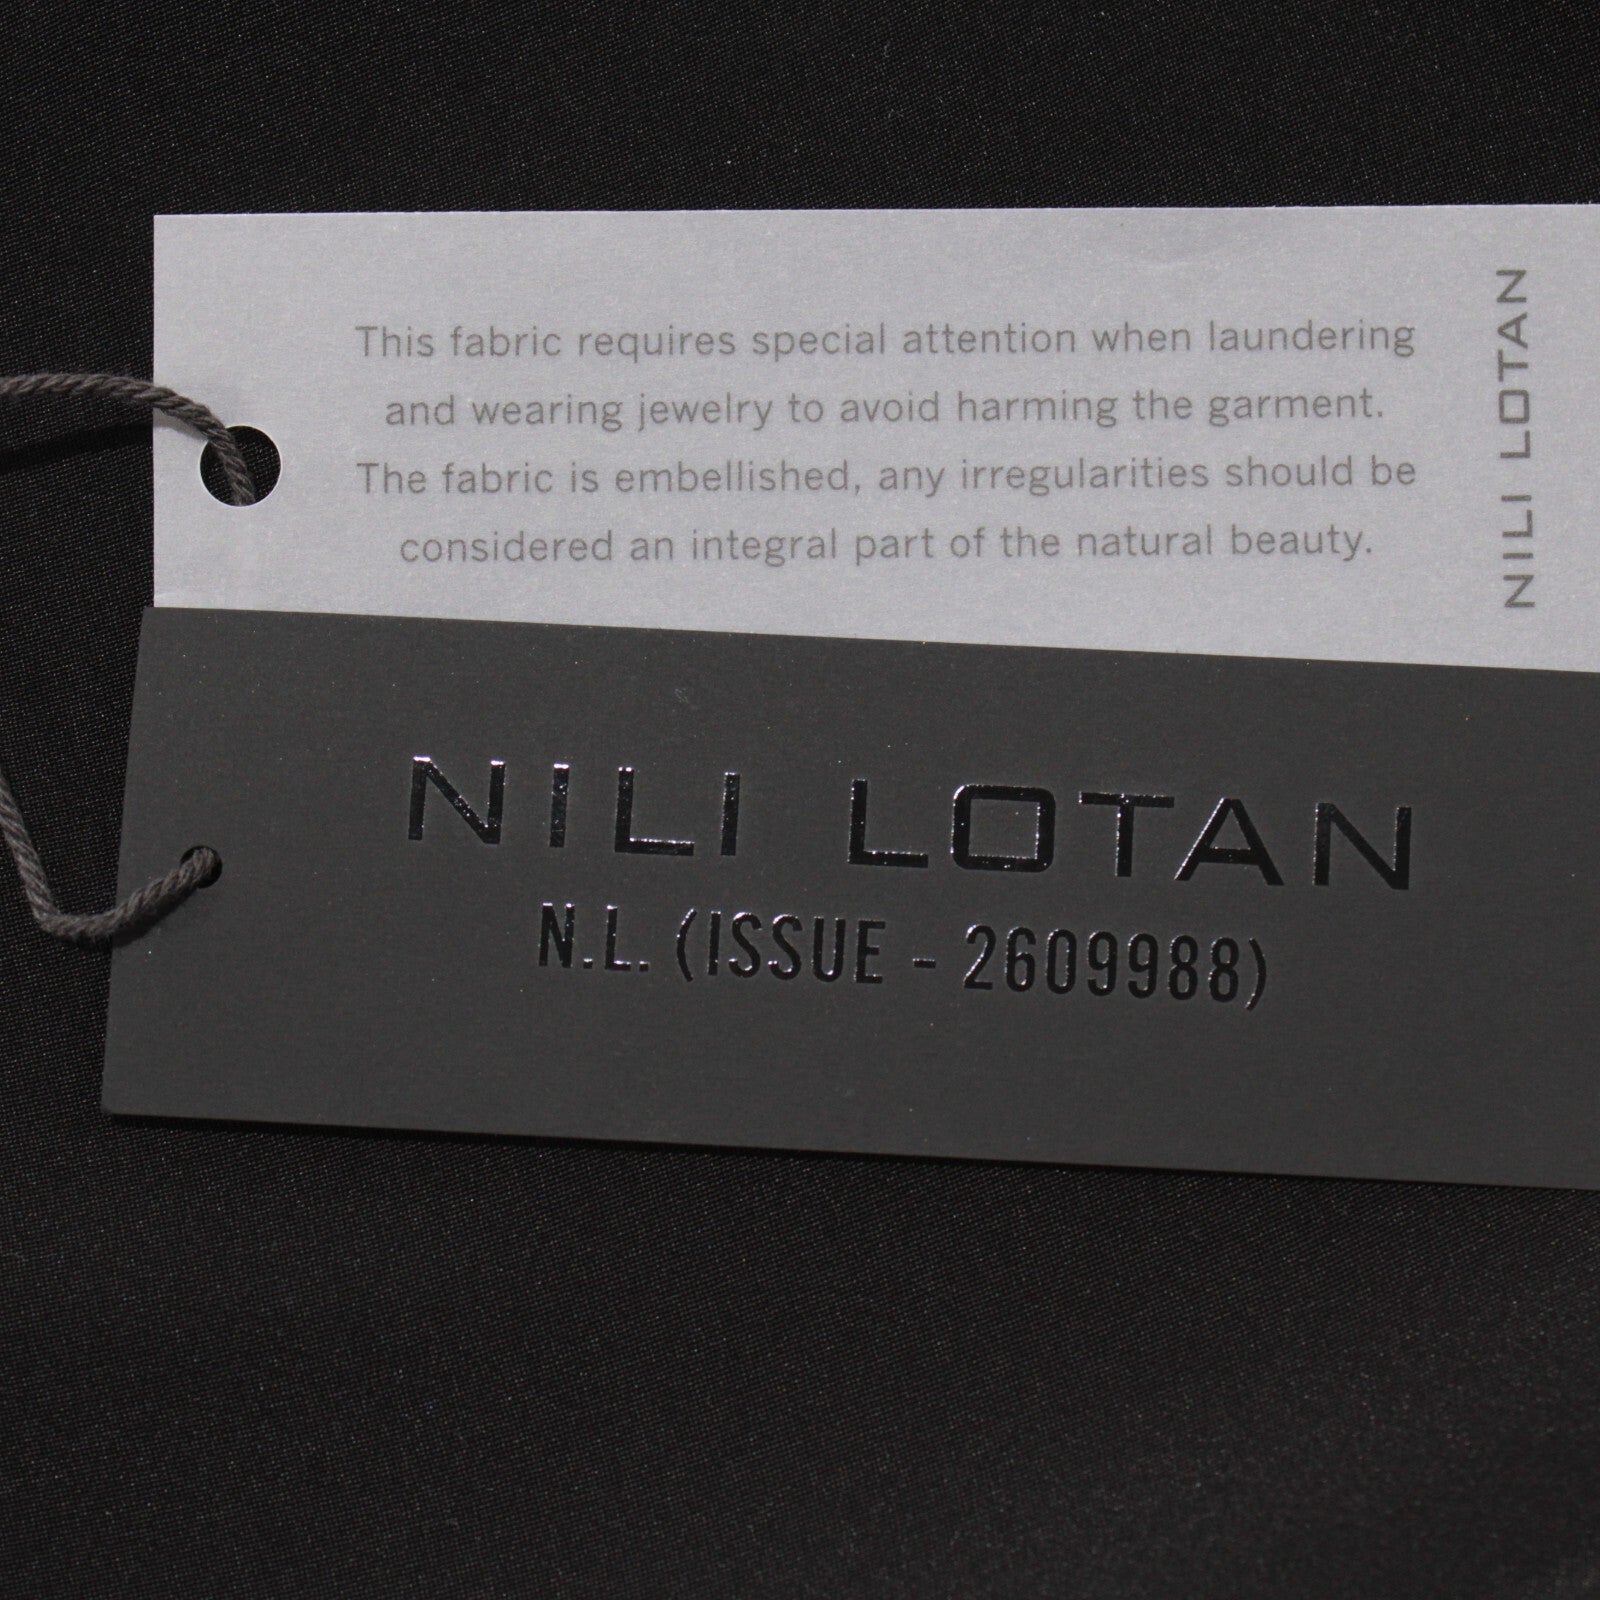 This fabric requires special attention when laundering
and wearing jewelry to avoid harming the garment.
The fabric is embellished, any irregularities should be
considered an integral part of the natural beauty.
NILI LOTAN
NILI LOTAN
N.L. (ISSUE - 2609988)